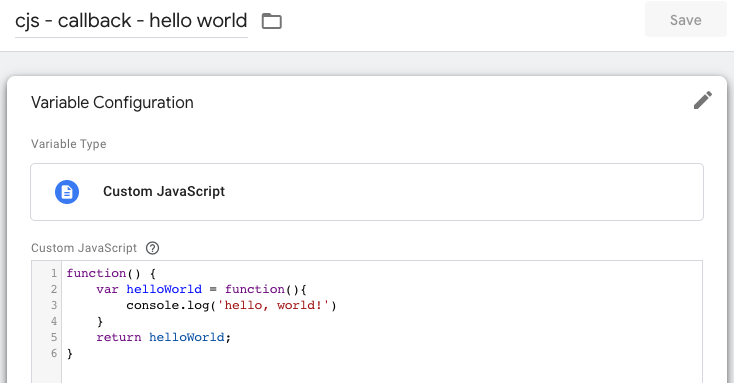 cjs - callback - hello world
Save
Variable Configuration
Variable Type
Custom JavaScript
Custom JavaScript ?
1 function() {
2     var helloWorld = function(){
3         console.log('hello, world!')
4     }
5     return helloWorld;
6 }